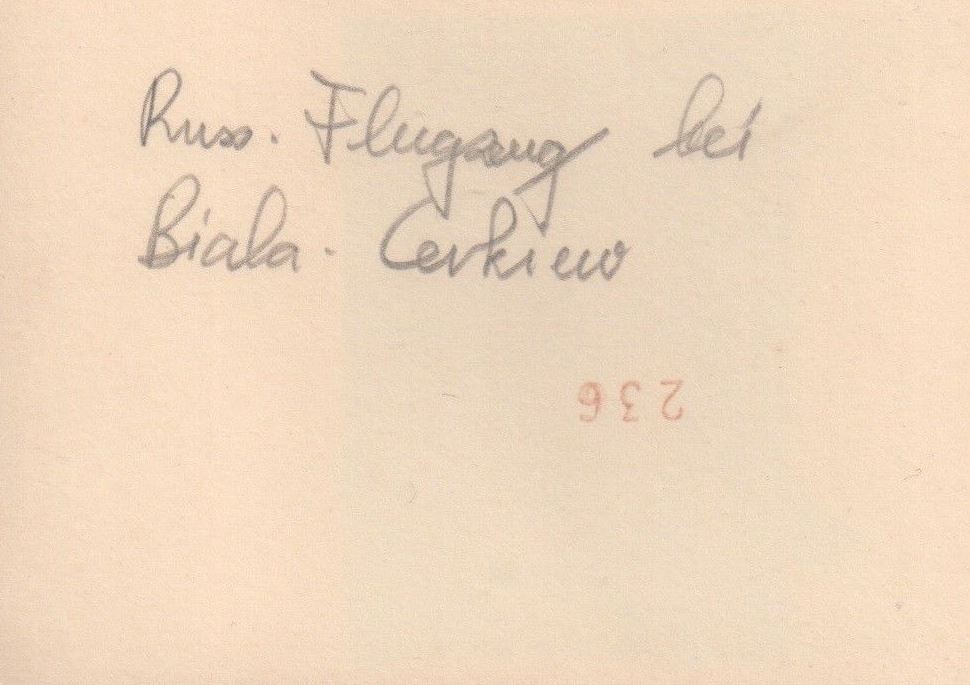 Russ. Flugzeug bei
Biala. Cerkiew
236